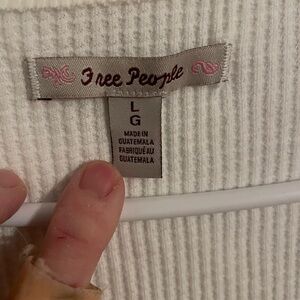 Free People
L
G
MADE IN
GUATEMALA
FABRIQUÉ AU
GUATEMALA